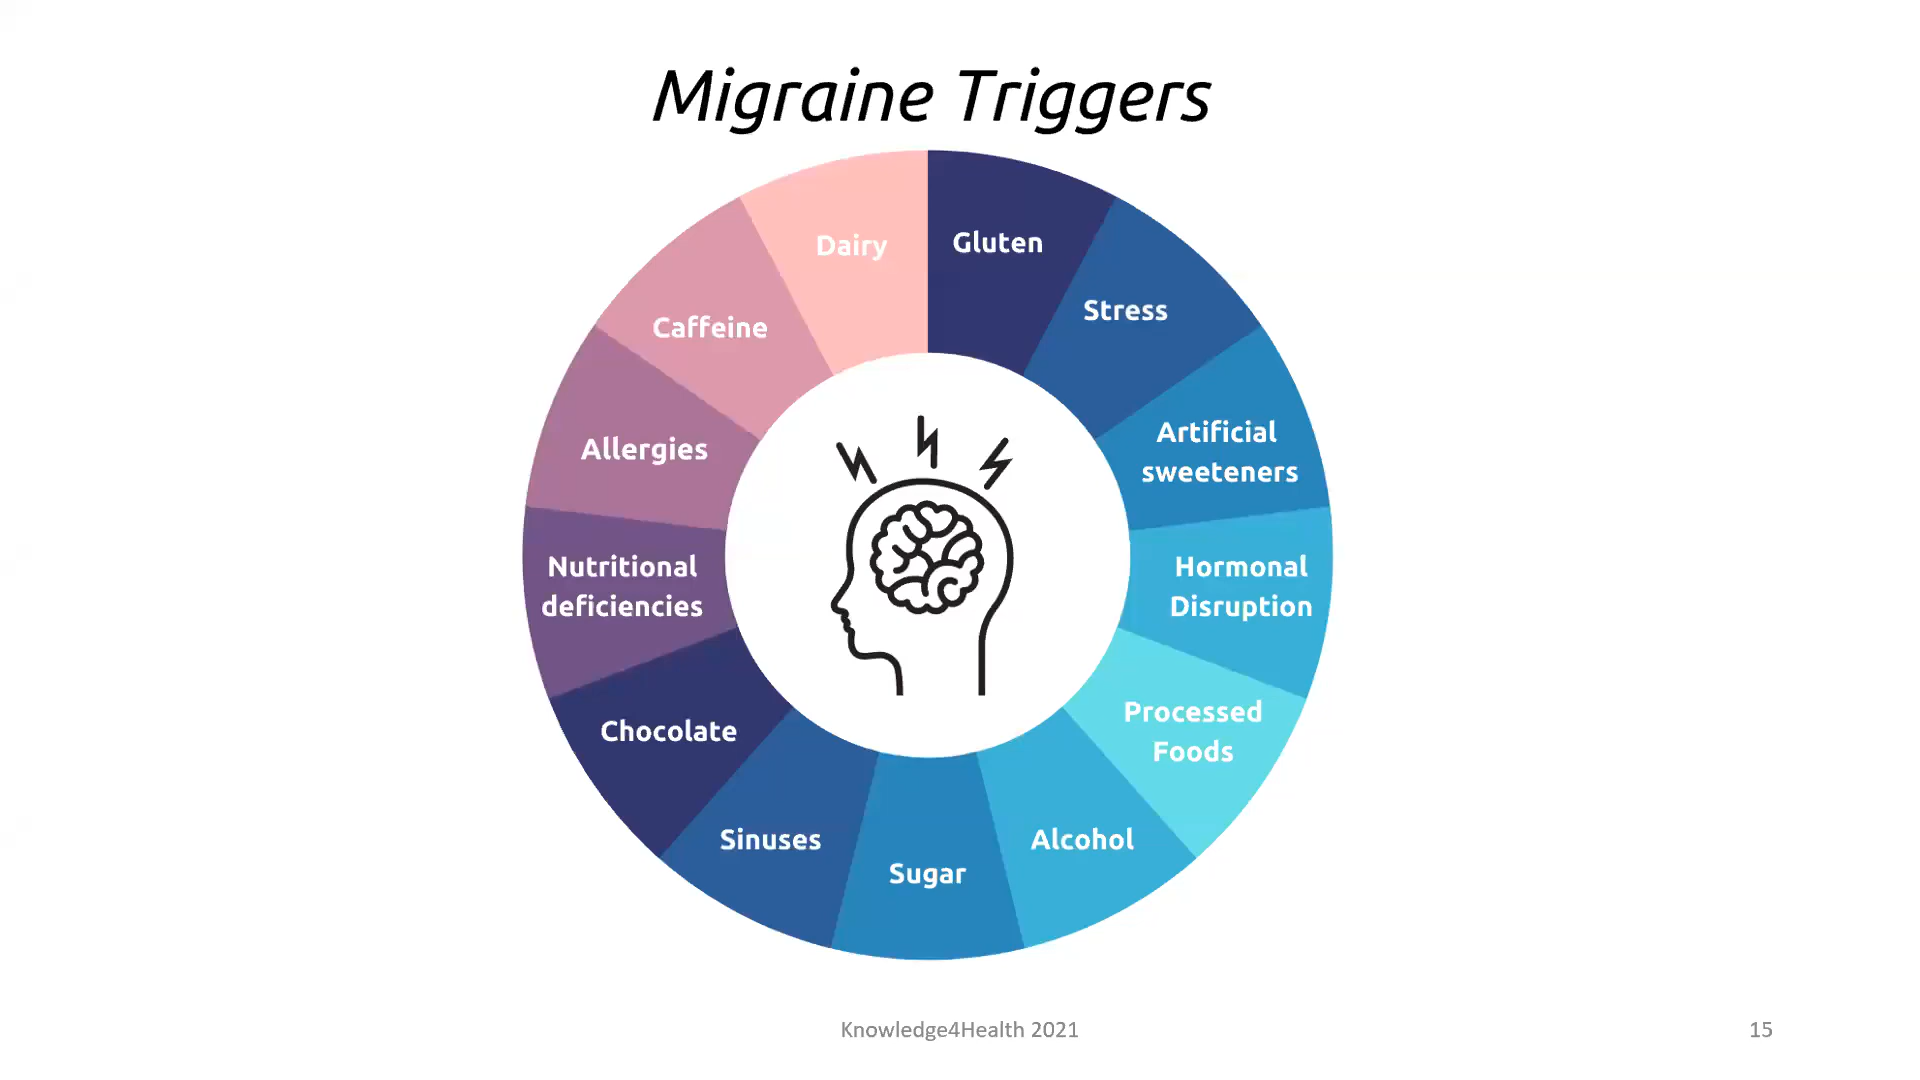 Migraine Triggers
Gluten
Stress
Artificial
sweeteners
Hormonal
Disruption
Processed
Foods
Alcohol
Sugar
Sinuses
Chocolate
Nutritional
deficiencies
Allergies
Caffeine
Dairy
Knowledge4Health 2021
15